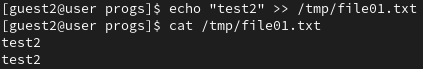 [guest2@user progs]$ echo "test2" >> /tmp/file01.txt
[guest2@user progs]$ cat /tmp/file01.txt
test2
test2